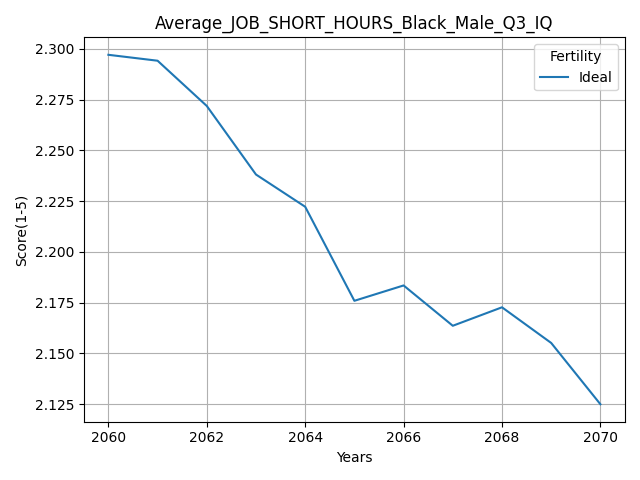 Average_JOB_SHORT_HOURS_Black_Male_Q3_IQ
Fertility
Ideal
Score(1-5)
2.300
2.275
2.250
2.225
2.200
2.175
2.150
2.125
2060 2062 2064 2066 2068 2070
Years